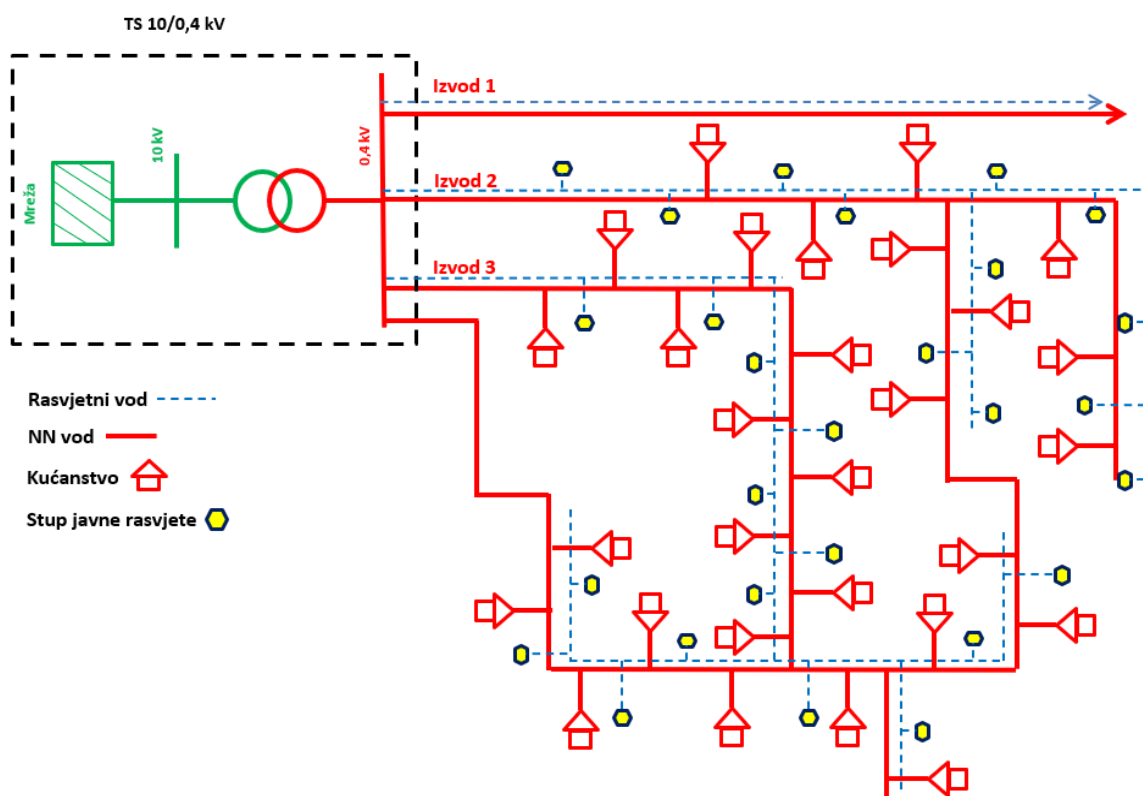 TS 10/0,4 kV
Mreža
10 kV
0,4 kV
Izvod 1
Izvod 2
Izvod 3
Rasvjetni vod
NN vod
Kućanstvo
Stup javne rasvjete